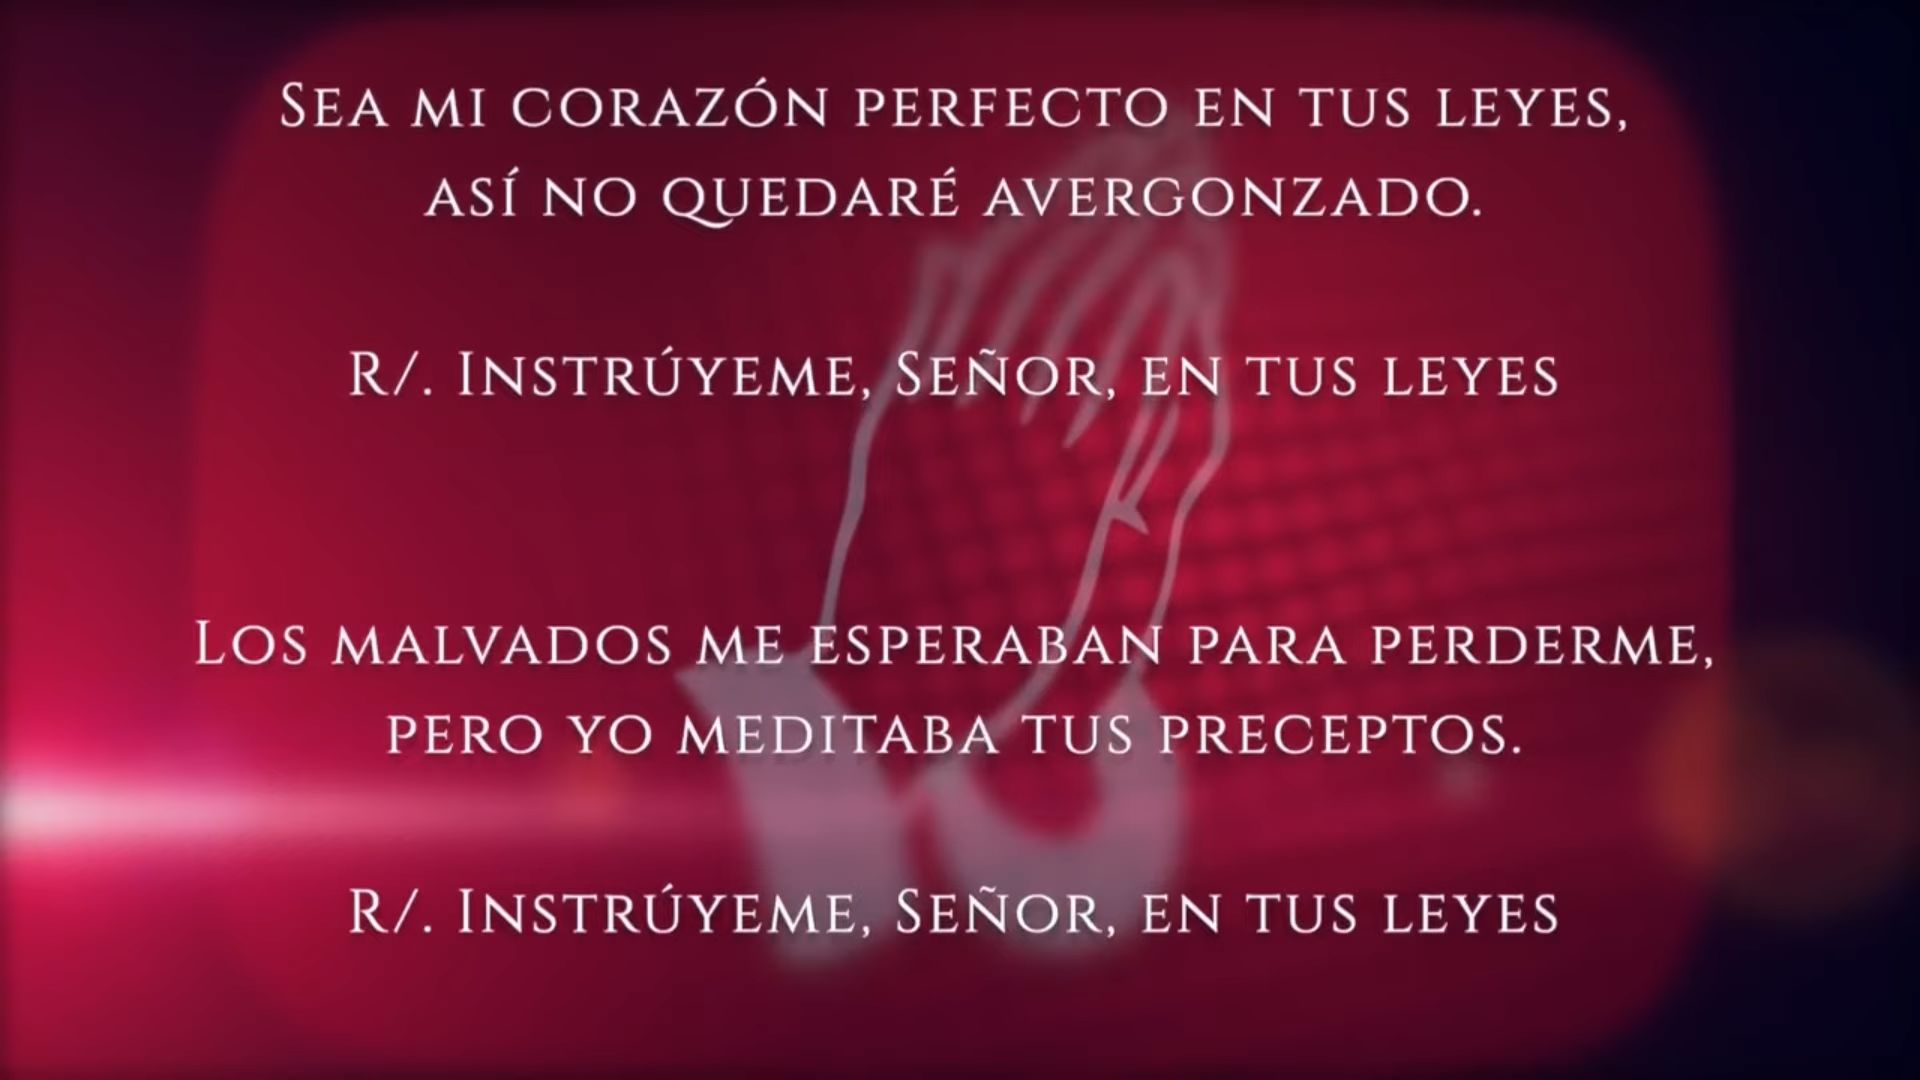 Sea mi corazón perfecto en tus leyes,
así no quedaré avergonzado.
R/. Instrúyeme, Señor, en tus leyes
Los malvados me esperaban para perderme,
pero yo meditaba tus preceptos.
R/. Instrúyeme, Señor, en tus leyes